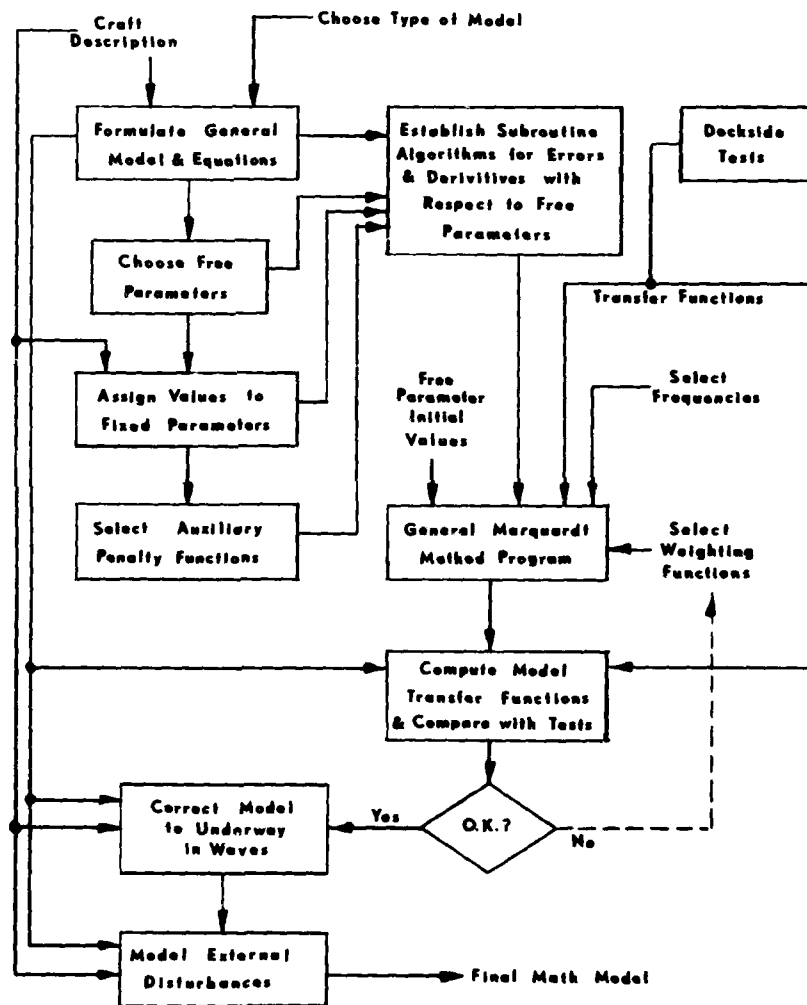 Craft
Description
Choose Type of Model
Formulate General
Model & Equations
Establish Subroutine
Algorithms for Errors
& Derivitives with
Respect to Free
Parameters
Dockside
Tests
Choose Free
Parameters
Transfer Functions
Assign Values to
Fixed Parameters
Free
Parameter
Initial
Values
Select
Frequencies
Select Auxiliary
Penalty Functions
General Marquardt
Method Program
Select
Weighting
Functions
Compute Model
Transfer Functions
& Compare with Tests
Correct Model
to Underway
in Waves
Yes
O.K.?
No
Model External
Disturbances
Final Math Model